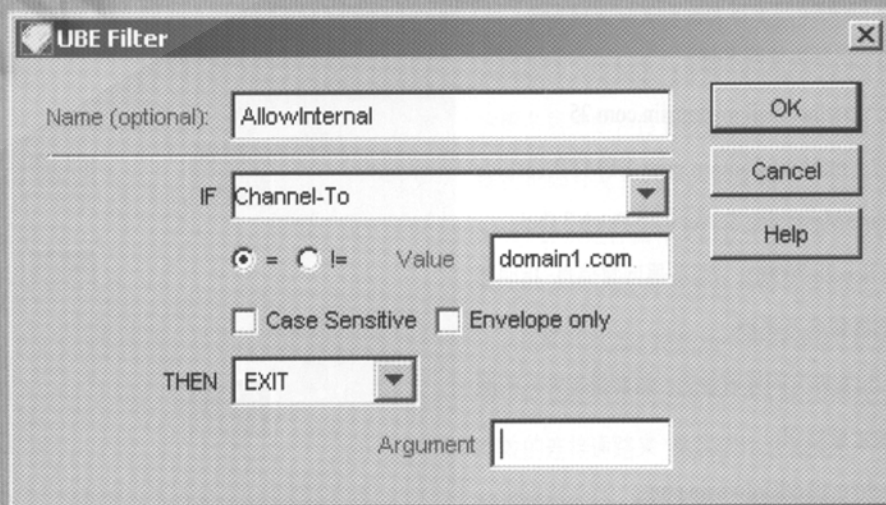 UBE Filter
Name (optional): AllowInternal
OK
Cancel
IF Channel-To
Help
= != Value domain1.com
Case Sensitive Envelope only
THEN EXIT
Argument